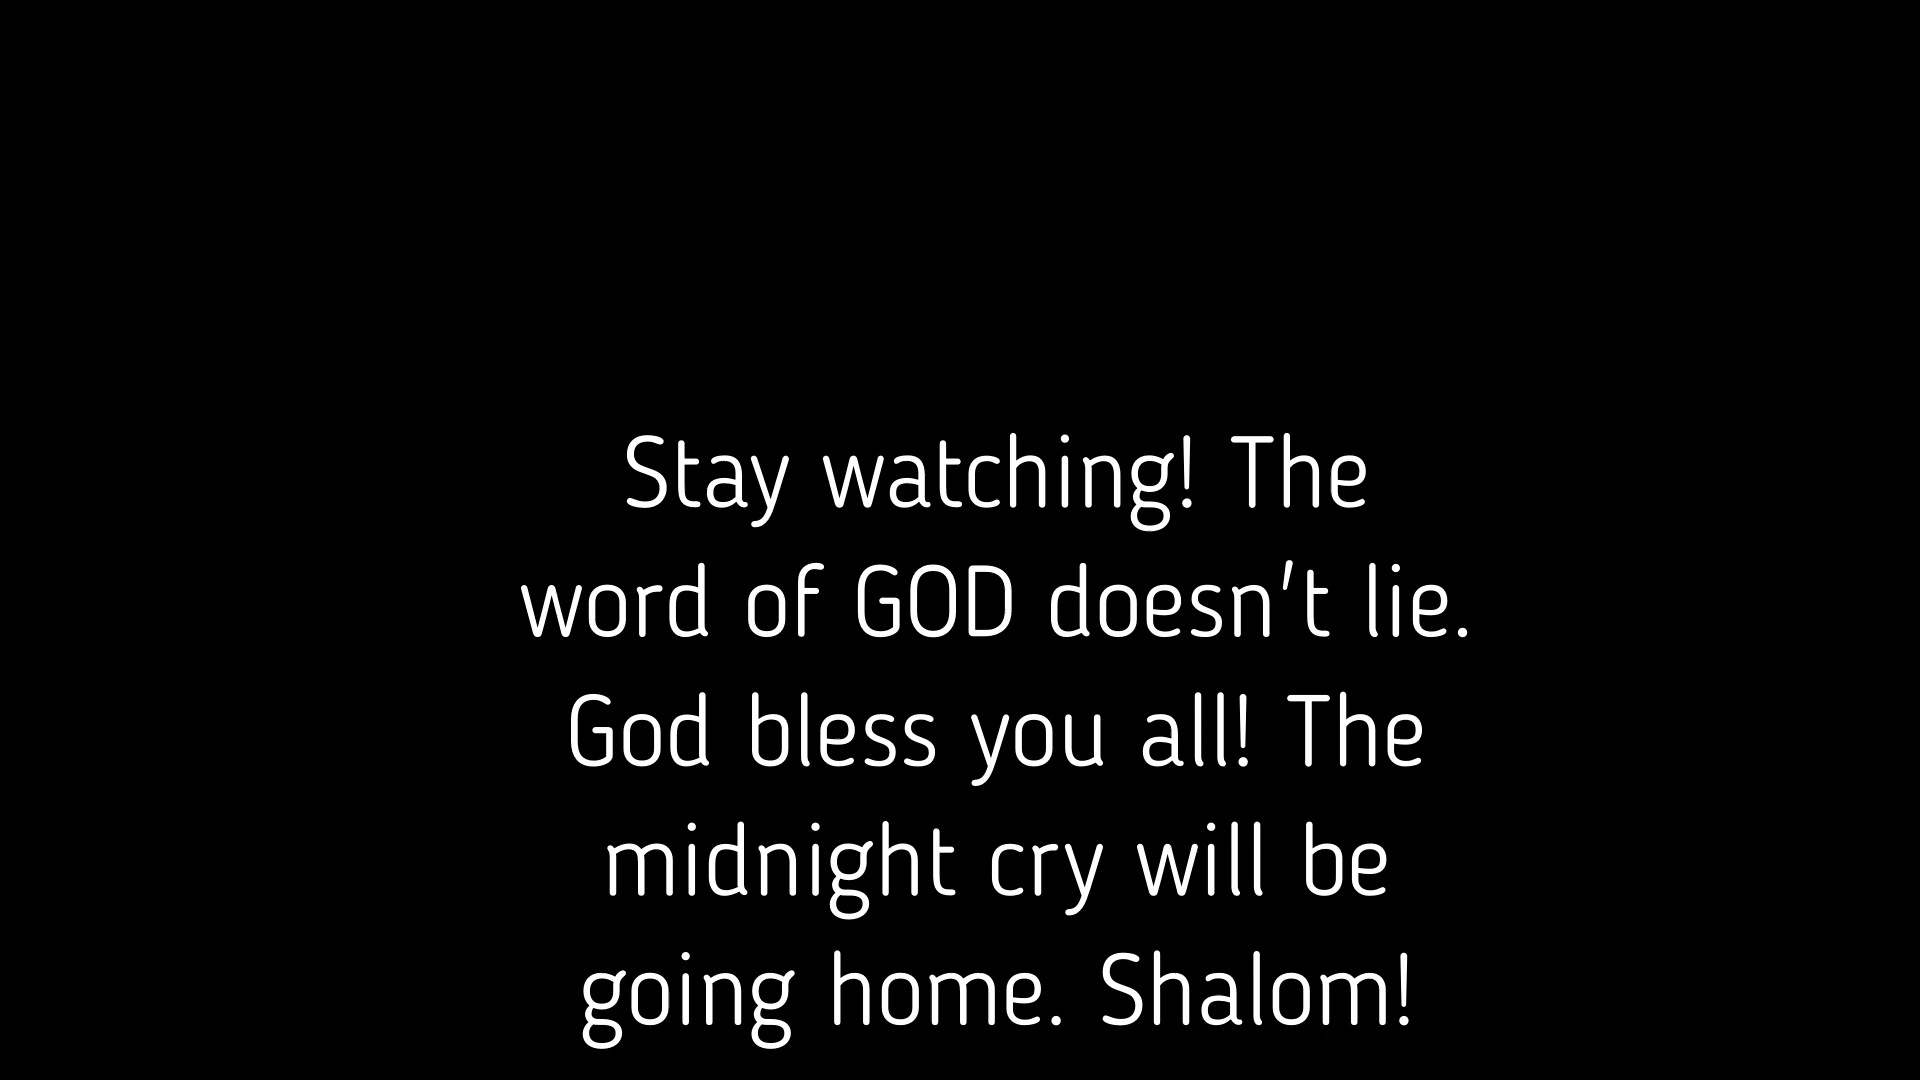 Stay watching! The
word of GOD doesn't lie.
God bless you all! The
midnight cry will be
going home. Shalom!